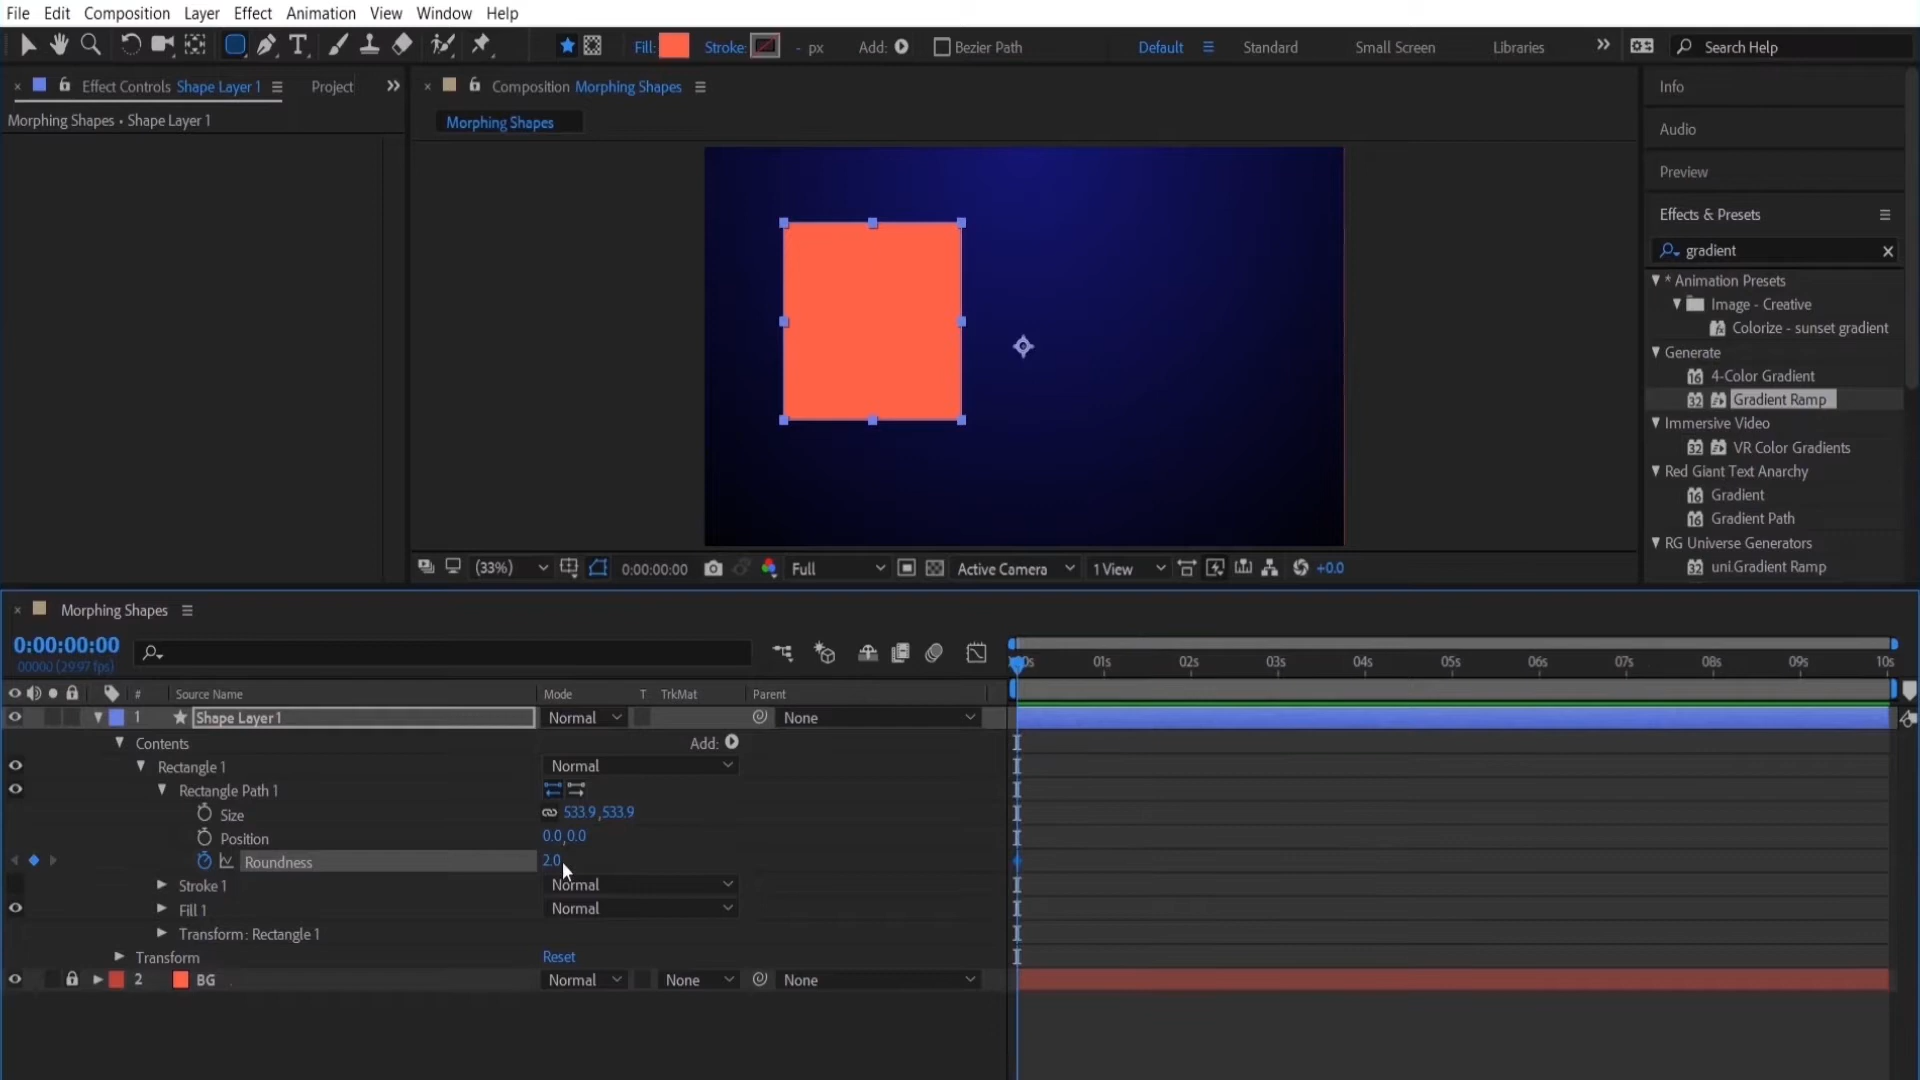 File Edit Composition Layer Effect Animation View Window Help
Fill: Stroke: - px Add: Bezier Path Default Standard Small Screen Libraries Search Help
Effect Controls Shape Layer 1 Project
Morphing Shapes • Shape Layer 1
Composition Morphing Shapes
Morphing Shapes
Info
Audio
Preview
Effects & Presets
gradient
* Animation Presets
Image - Creative
Colorize - sunset gradient
Generate
4-Color Gradient
Gradient Ramp
Immersive Video
VR Color Gradients
Red Giant Text Anarchy
Gradient
Gradient Path
RG Universe Generators
uni.Gradient Ramp
(33%) 0:00:00:00 Full Active Camera 1 View +0.0
Morphing Shapes
0:00:00:00
00000 (29.97 fps)
01s 02s 03s 04s 05s 06s 07s 08s 09s 10s
# Source Name Mode T TrkMat Parent
1 Shape Layer 1 Normal None
Contents Add:
Rectangle 1 Normal
Rectangle Path 1
Size 533.9,533.9
Position 0.0,0.0
Roundness 2.0
Stroke 1 Normal
Fill 1 Normal
Transform: Rectangle 1
Transform Reset
2 BG Normal None None